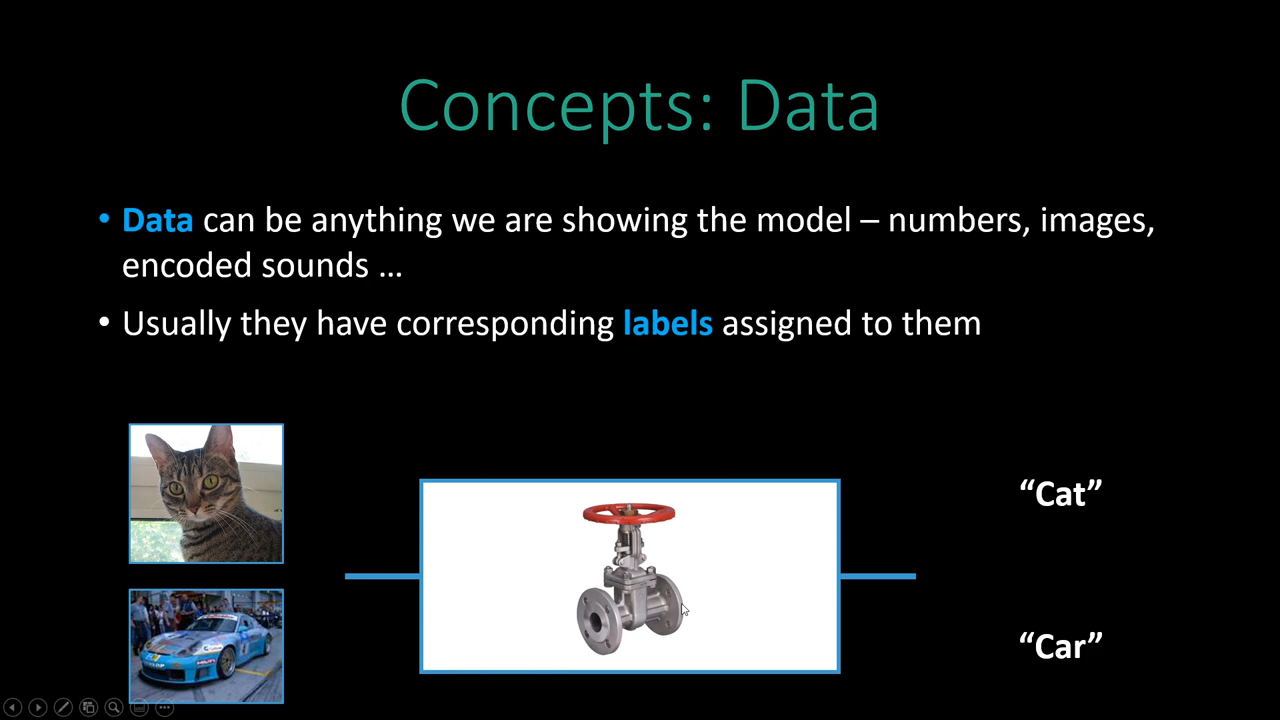 Concepts: Data
• Data can be anything we are showing the model – numbers, images,
encoded sounds …
• Usually they have corresponding labels assigned to them
“Cat”
“Car”